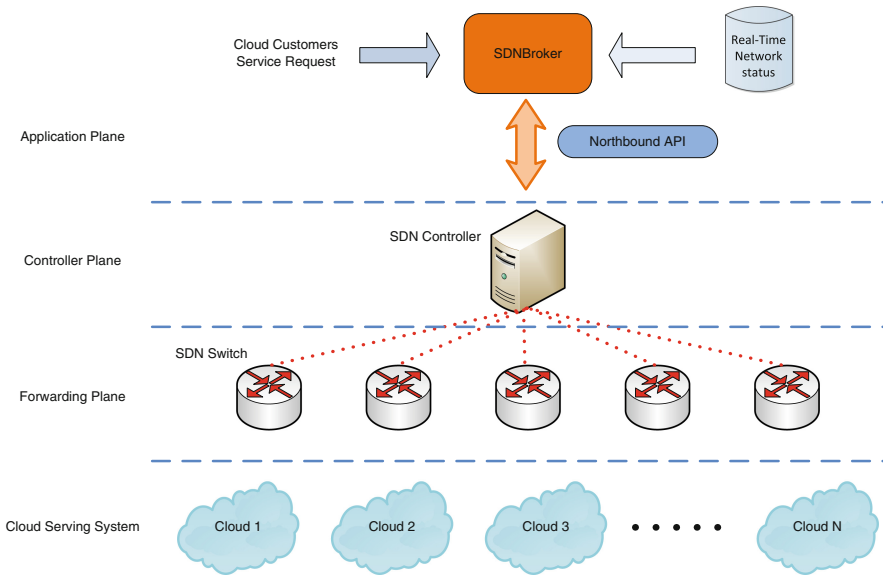 Cloud Customers
Service Request
SDNBroker
Real-Time
Network
status
Application Plane
Northbound API
SDN Controller
Controller Plane
SDN Switch
Forwarding Plane
Cloud Serving System
Cloud 1
Cloud 2
Cloud 3
Cloud N